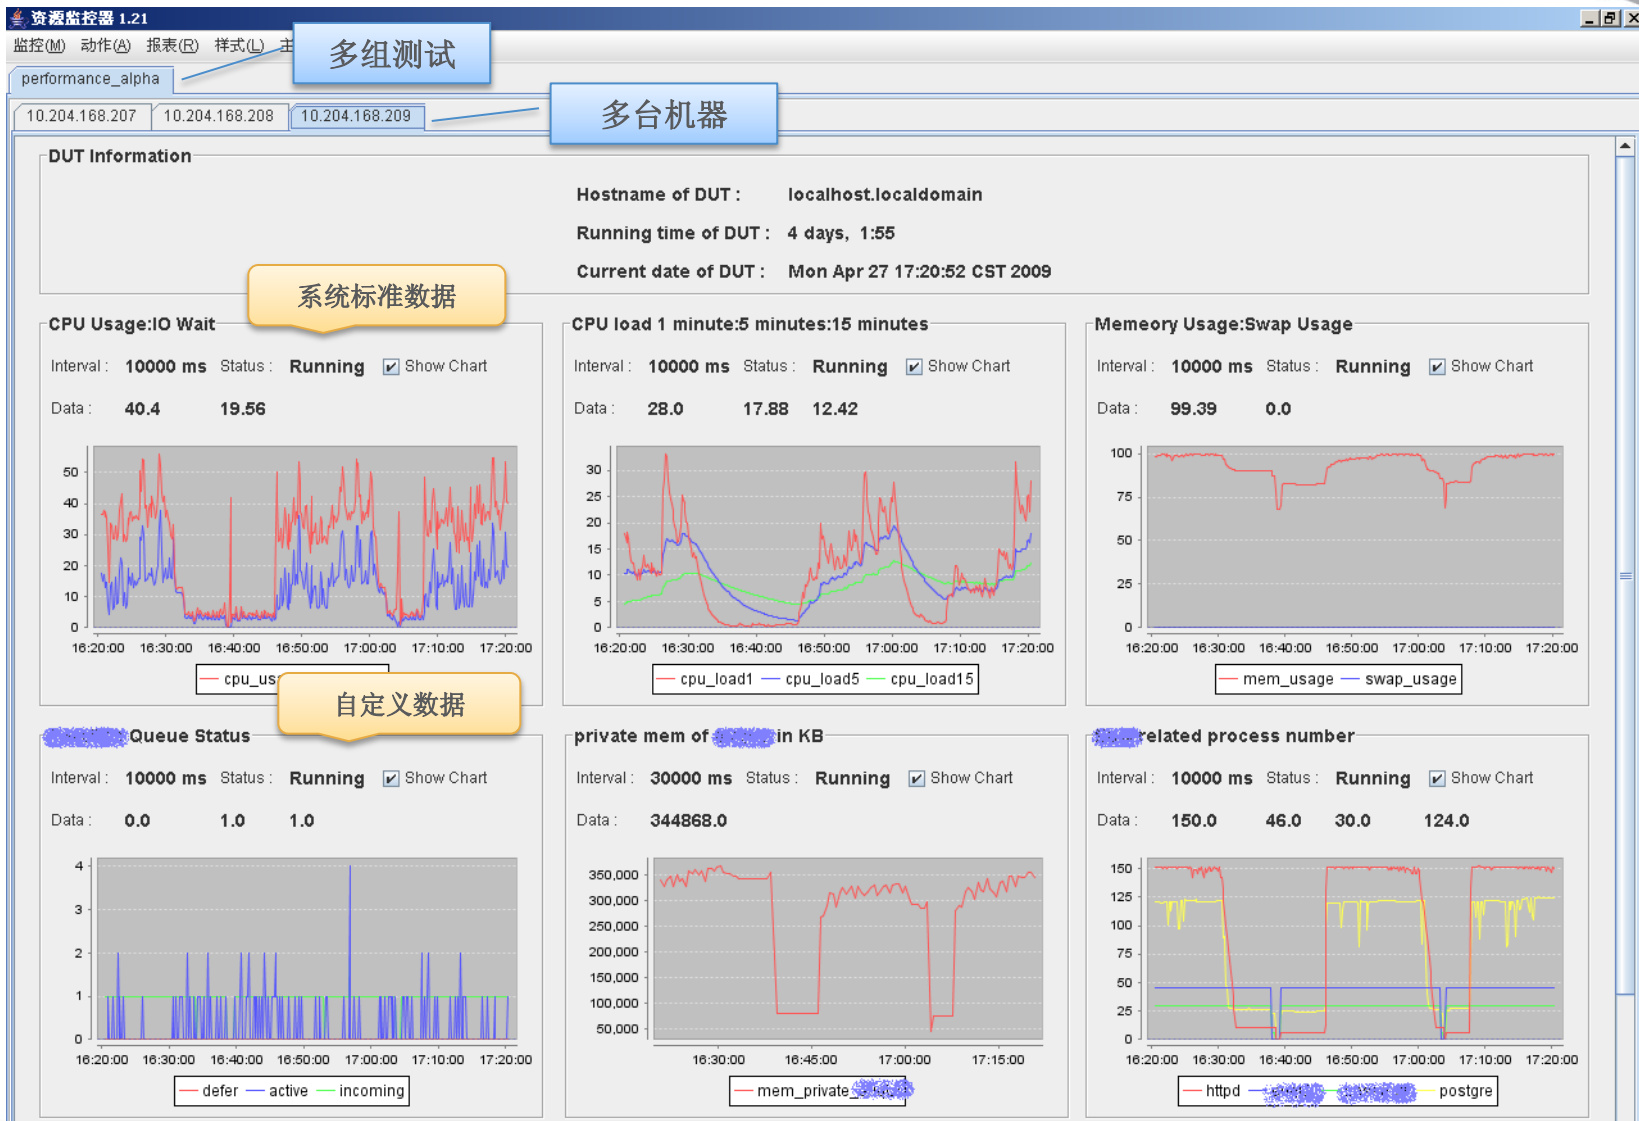 资源监控器 1.21
监控(M) 动作(A) 报表(R) 样式(L) 主
多组测试
performance_alpha
多台机器
10.204.168.207 10.204.168.208 10.204.168.209
DUT Information
Hostname of DUT : localhost.localdomain
Running time of DUT : 4 days, 1:55
Current date of DUT : Mon Apr 27 17:20:52 CST 2009
系统标准数据
CPU Usage:IO Wait
Interval : 10000 ms Status : Running Show Chart
Data : 40.4 19.56
50
40
30
20
10
0
16:20:00 16:30:00 16:40:00 16:50:00 17:00:00 17:10:00 17:20:00
cpu_us
CPU load 1 minute:5 minutes:15 minutes
Interval : 10000 ms Status : Running Show Chart
Data : 28.0 17.88 12.42
30
25
20
15
10
5
0
16:20:00 16:30:00 16:40:00 16:50:00 17:00:00 17:10:00 17:20:00
cpu_load1 cpu_load5 cpu_load15
Memeory Usage:Swap Usage
Interval : 10000 ms Status : Running Show Chart
Data : 99.39 0.0
100
75
50
25
0
16:20:00 16:30:00 16:40:00 16:50:00 17:00:00 17:10:00 17:20:00
mem_usage swap_usage
自定义数据
Queue Status
Interval : 10000 ms Status : Running Show Chart
Data : 0.0 1.0 1.0
4
3
2
1
0
16:20:00 16:30:00 16:40:00 16:50:00 17:00:00 17:10:00 17:20:00
defer active incoming
private mem of in KB
Interval : 30000 ms Status : Running Show Chart
Data : 344868.0
350,000
300,000
250,000
200,000
150,000
100,000
50,000
16:30:00 16:45:00 17:00:00 17:15:00
mem_private_
related process number
Interval : 10000 ms Status : Running Show Chart
Data : 150.0 46.0 30.0 124.0
150
125
100
75
50
25
0
16:20:00 16:30:00 16:40:00 16:50:00 17:00:00 17:10:00 17:20:00
httpd postgre